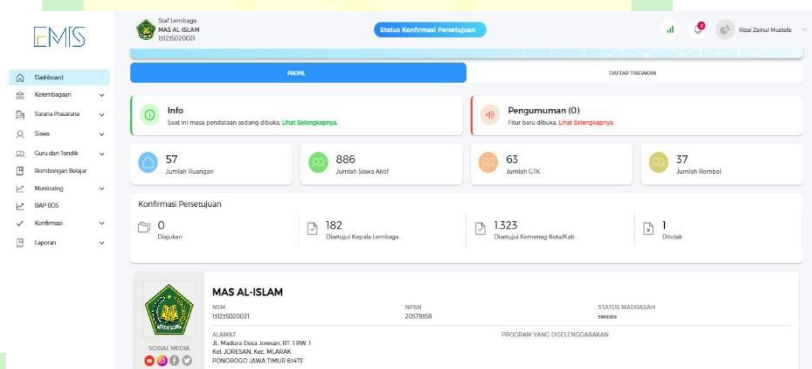 EMIS
Staf Lembaga
MAS AL-ISLAM
131235020021
Status Konfirmasi Persetujuan
Rizal Zainul Mustofa
Dashboard
Kelembagaan
Sarana Prasarana
Siswa
Guru dan Tendik
Rombongan Belajar
Monitoring
BAP BOS
Konfirmasi
Laporan
PROFIL
DAFTAR TINDAKAN
Info
Saat ini masa pendataan sedang dibuka. Lihat Selengkapnya.
Pengumuman (0)
Fitur baru dibuka. Lihat Selengkapnya.
57
Jumlah Ruangan
886
Jumlah Siswa Aktif
63
Jumlah GTK
37
Jumlah Rombel
Konfirmasi Persetujuan
0
Diajukan
182
Disetujui Kepala Lembaga
1.323
Disetujui Kemenag Kota/Kab
1
Ditolak
MAS AL-ISLAM
NSM
131235020021
NPSN
20579358
STATUS MADRASAH
swasta
ALAMAT
JL. Madura Desa Joresan, RT. 1 RW. 1
Kel. JORESAN, Kec. MLARAK
PONOROGO JAWA TIMUR 63472
PROGRAM YANG DISELENGGARAKAN
SOSIAL MEDIA